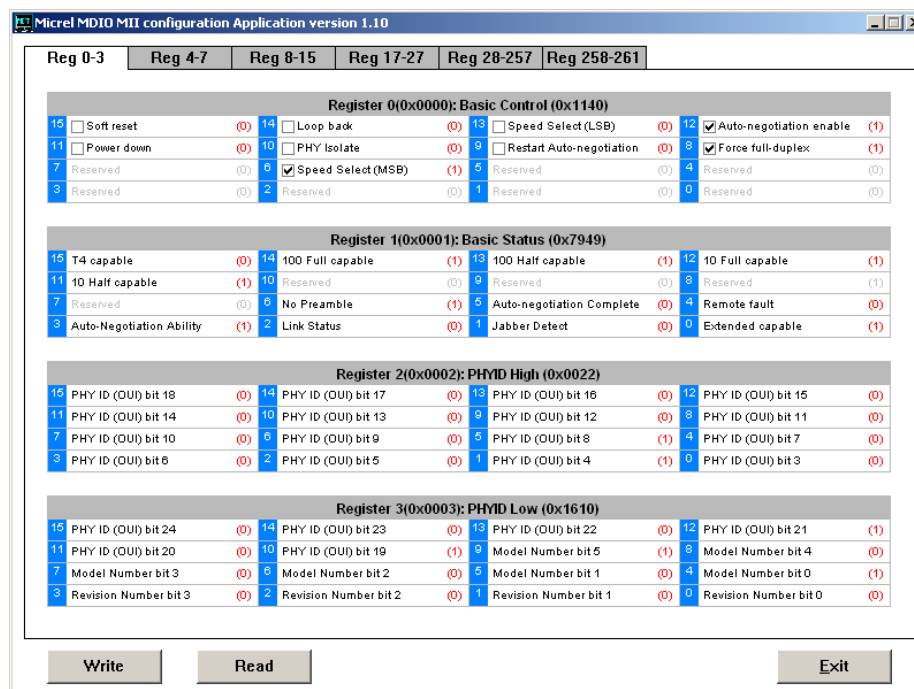 Micrel MDIO MII configuration Application version 1.10
Reg 0-3 Reg 4-7 Reg 8-15 Reg 17-27 Reg 28-257 Reg 258-261
Register 0(0x0000): Basic Control (0x1140)
15 Soft reset (0) 14 Loop back (0) 13 Speed Select (LSB) (0) 12 Auto-negotiation enable (1)
11 Power down (0) 10 PHY Isolate (0) 9 Restart Auto-negotiation (0) 8 Force full-duplex (1)
7 Reserved (0) 6 Speed Select (MSB) (1) 5 Reserved (0) 4 Reserved (0)
3 Reserved (0) 2 Reserved (0) 1 Reserved (0) 0 Reserved (0)
Register 1(0x0001): Basic Status (0x7949)
15 T4 capable (0) 14 100 Full capable (1) 13 100 Half capable (1) 12 10 Full capable (1)
11 10 Half capable (1) 10 Reserved (0) 9 Reserved (0) 8 Reserved (1)
7 Reserved (0) 6 No Preamble (1) 5 Auto-negotiation Complete (0) 4 Remote fault (0)
3 Auto-Negotiation Ability (1) 2 Link Status (0) 1 Jabber Detect (0) 0 Extended capable (1)
Register 2(0x0002): PHYID High (0x0022)
15 PHY ID (OUI) bit 18 (0) 14 PHY ID (OUI) bit 17 (0) 13 PHY ID (OUI) bit 16 (0) 12 PHY ID (OUI) bit 15 (0)
11 PHY ID (OUI) bit 14 (0) 10 PHY ID (OUI) bit 13 (0) 9 PHY ID (OUI) bit 12 (0) 8 PHY ID (OUI) bit 11 (0)
7 PHY ID (OUI) bit 10 (0) 6 PHY ID (OUI) bit 9 (0) 5 PHY ID (OUI) bit 8 (1) 4 PHY ID (OUI) bit 7 (0)
3 PHY ID (OUI) bit 6 (0) 2 PHY ID (OUI) bit 5 (0) 1 PHY ID (OUI) bit 4 (1) 0 PHY ID (OUI) bit 3 (0)
Register 3(0x0003): PHYID Low (0x1610)
15 PHY ID (OUI) bit 24 (0) 14 PHY ID (OUI) bit 23 (0) 13 PHY ID (OUI) bit 22 (0) 12 PHY ID (OUI) bit 21 (1)
11 PHY ID (OUI) bit 20 (0) 10 PHY ID (OUI) bit 19 (1) 9 Model Number bit 5 (1) 8 Model Number bit 4 (0)
7 Model Number bit 3 (0) 6 Model Number bit 2 (0) 5 Model Number bit 1 (0) 4 Model Number bit 0 (1)
3 Revision Number bit 3 (0) 2 Revision Number bit 2 (0) 1 Revision Number bit 1 (0) 0 Revision Number bit 0 (0)
Write Read Exit